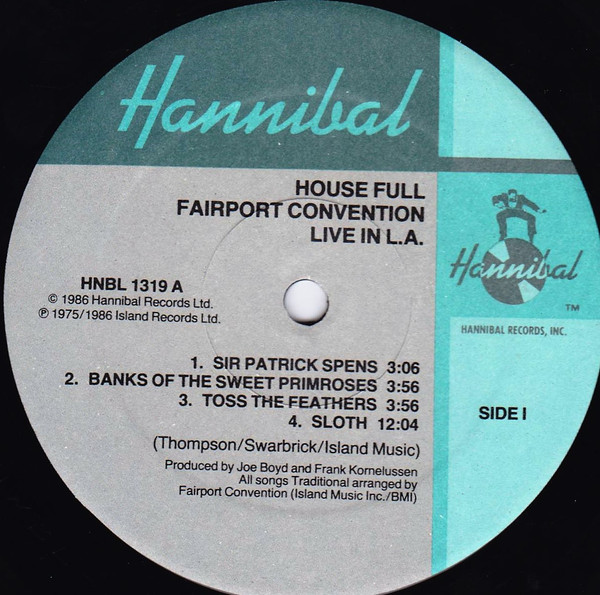 Hannibal
HOUSE FULL
FAIRPORT CONVENTION
LIVE IN L.A.
Hannibal
TM
HANNIBAL RECORDS, INC.
HNBL 1319 A
© 1986 Hannibal Records Ltd.
℗ 1975/1986 Island Records Ltd.
1. SIR PATRICK SPENS 3:06
2. BANKS OF THE SWEET PRIMROSES 3:56
3. TOSS THE FEATHERS 3:56
4. SLOTH 12:04
(Thompson/Swarbrick/Island Music)
Produced by Joe Boyd and Frank Kornelussen
All songs Traditional arranged by
Fairport Convention (Island Music Inc./BMI)
SIDE I